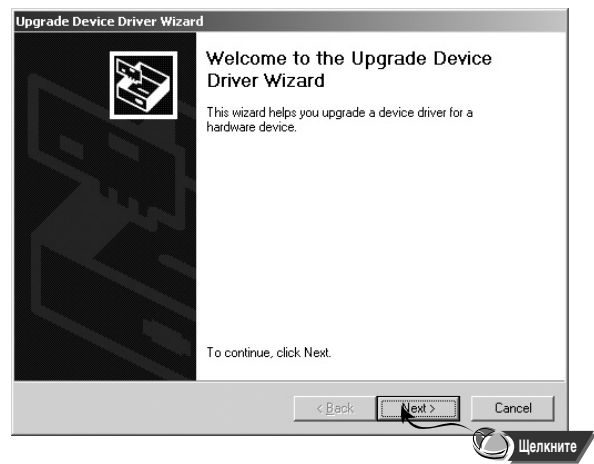 Upgrade Device Driver Wizard
Welcome to the Upgrade Device
Driver Wizard
This wizard helps you upgrade a device driver for a
hardware device.
To continue, click Next.
< Back
Next >
Cancel
Щелкните